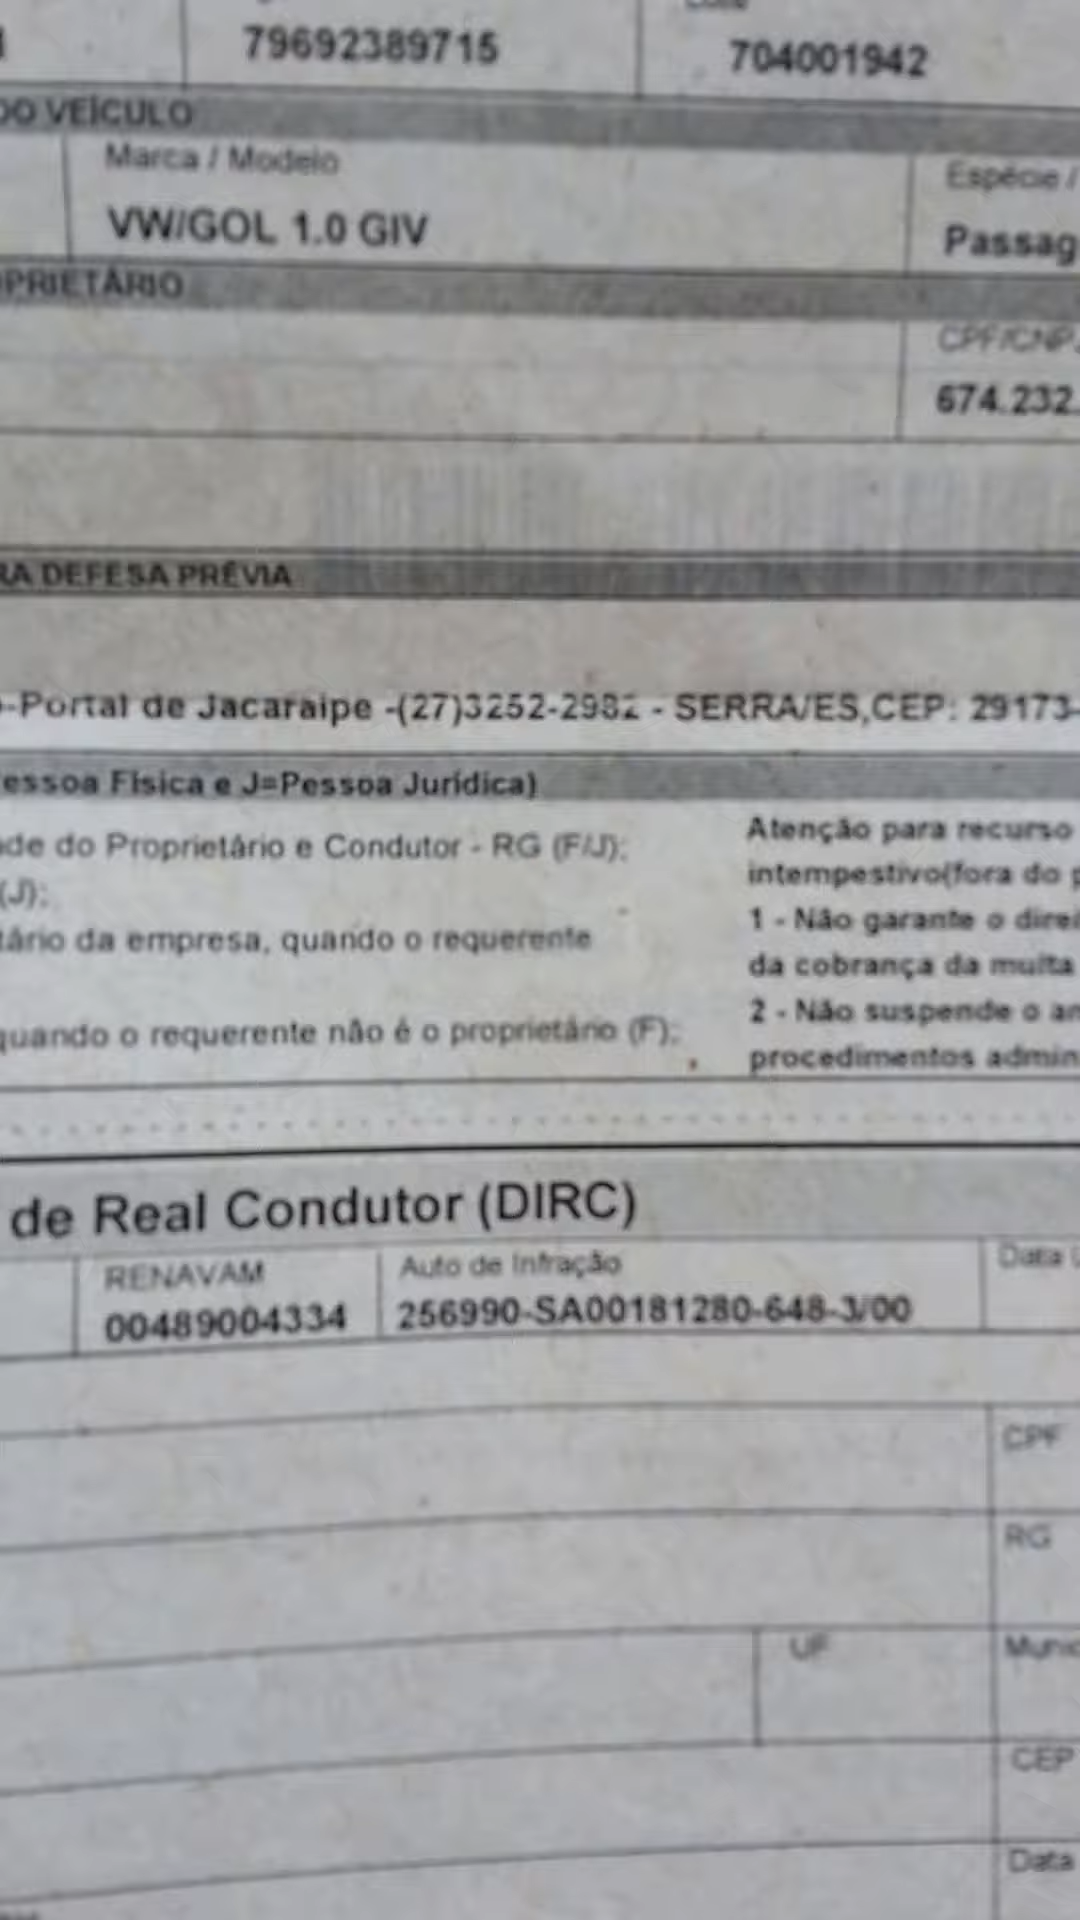 79692389715 704001942
DO VEÍCULO
Marca / Modelo Espécie /
VW/GOL 1.0 GIV Passag
PRIETÁRIO
CPF/CNP
674.232.
RA DEFESA PRÉVIA
-Portal de Jacaraipe -(27)3252-2982 - SERRA/ES,CEP: 29173-
essoa Física e J=Pessoa Jurídica)
de do Proprietário e Condutor - RG (F/J);
(J);
tário da empresa, quando o requerente
quando o requerente não é o proprietário (F);
Atenção para recurso
intempestivo(fora do p
1 - Não garante o direi
da cobrança da multa
2 - Não suspende o an
procedimentos admin
de Real Condutor (DIRC)
RENAVAM Auto de Infração Data
00489004334 256990-SA00181280-648-3/00
CPF
RG
UF Munic
CEP
Data